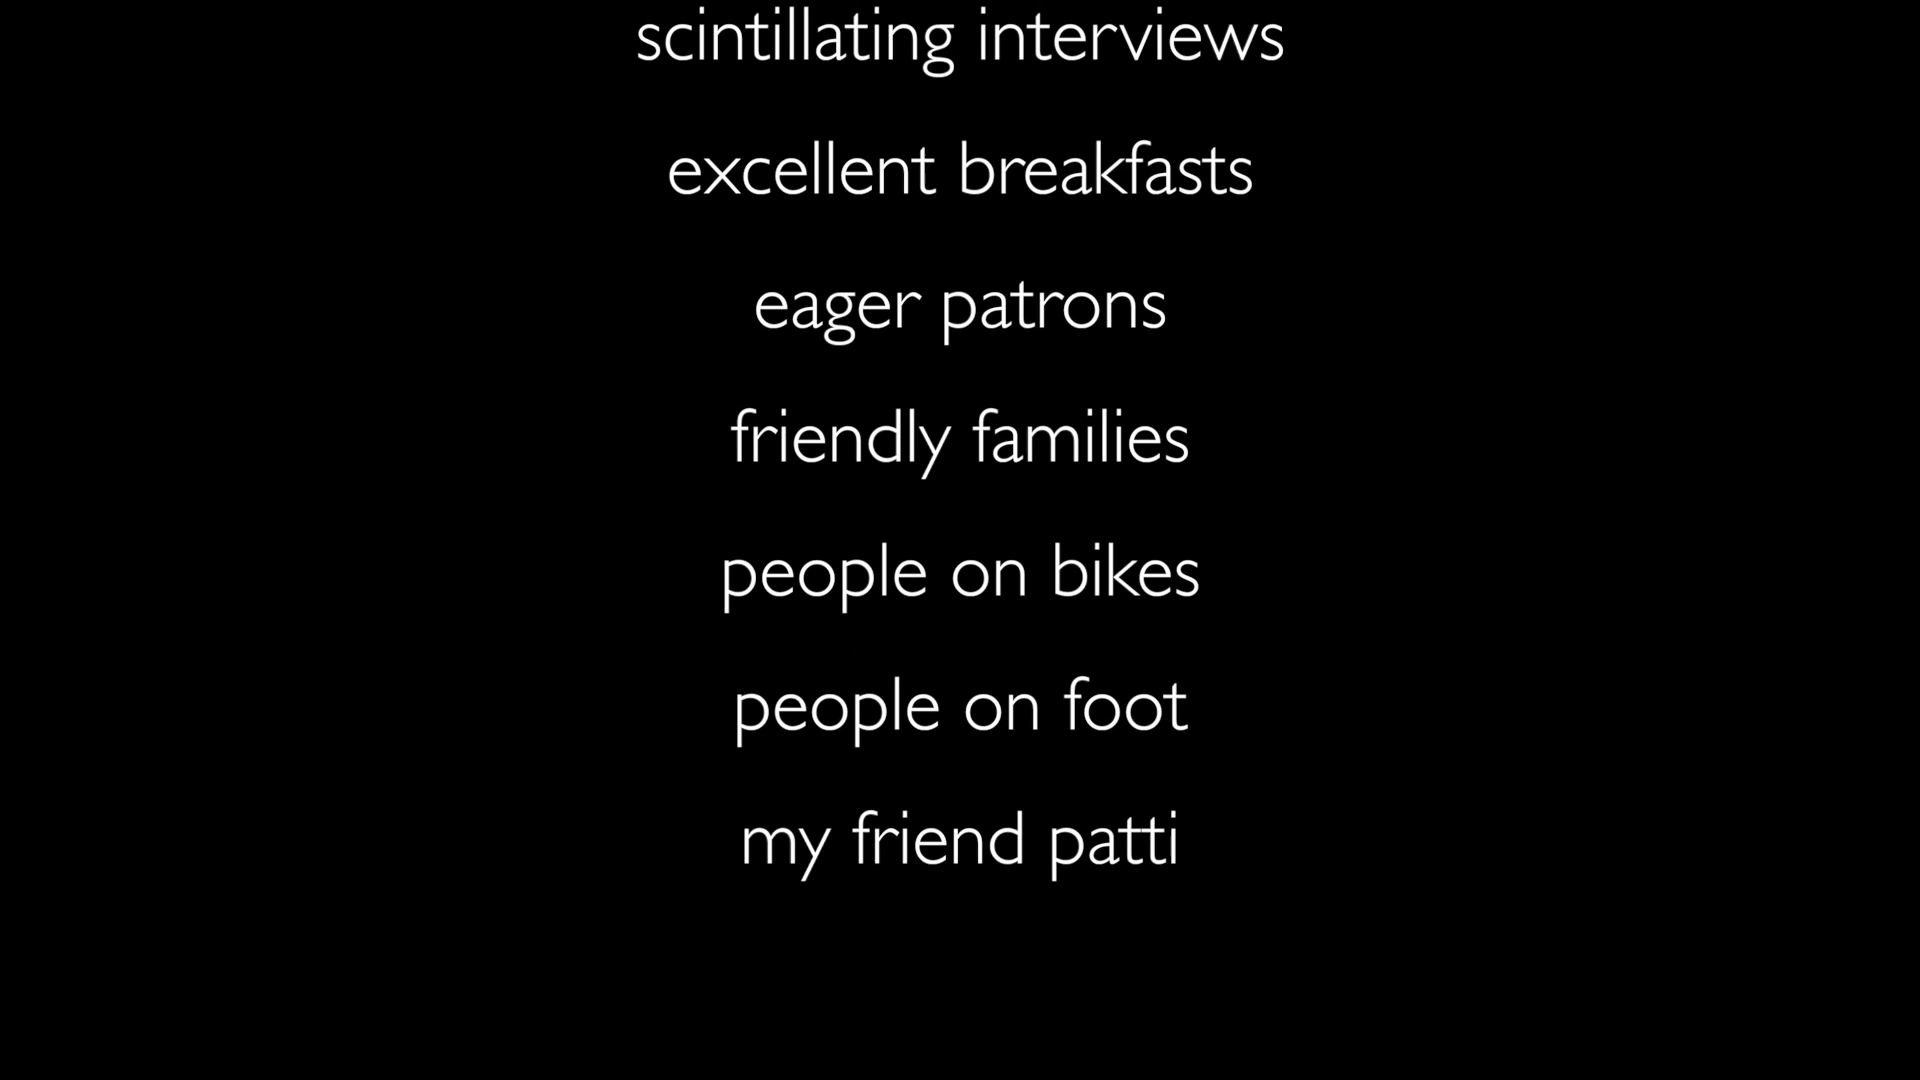 scintillating interviews
excellent breakfasts
eager patrons
friendly families
people on bikes
people on foot
my friend patti